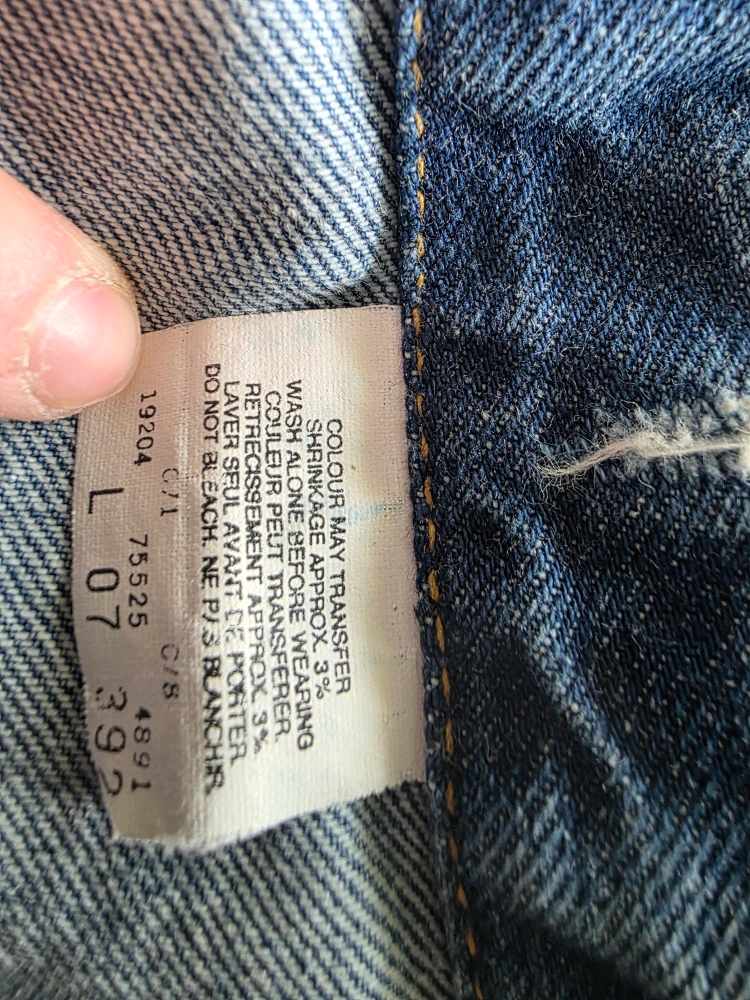 COLOUR MAY TRANSFER
SHRINKAGE APPROX. 3%
WASH ALONE BEFORE WEARING
COULEUR PEUT TRANSFERER.
RETRECISSEMENT APPROX. 3%
LAVER SEUL AVANT DE PORTER
DO NOT BLEACH. NE PAS BLANCHIR.
C/1 C/S
19204 75525 4891
L 07 392